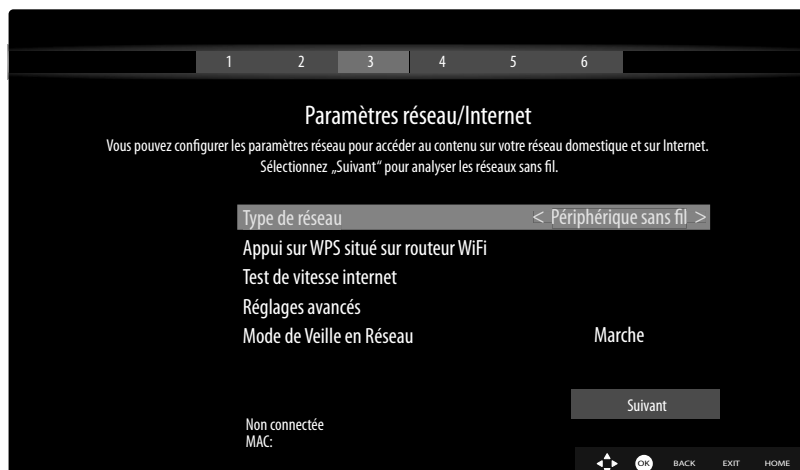 1 2 3 4 5 6
Paramètres réseau/Internet
Vous pouvez configurer les paramètres réseau pour accéder au contenu sur votre réseau domestique et sur Internet.
Sélectionnez „Suivant“ pour analyser les réseaux sans fil.
Type de réseau < Périphérique sans fil >
Appui sur WPS situé sur routeur WiFi
Test de vitesse internet
Réglages avancés
Mode de Veille en Réseau Marche
Suivant
Non connectée
MAC:
OK BACK EXIT HOME